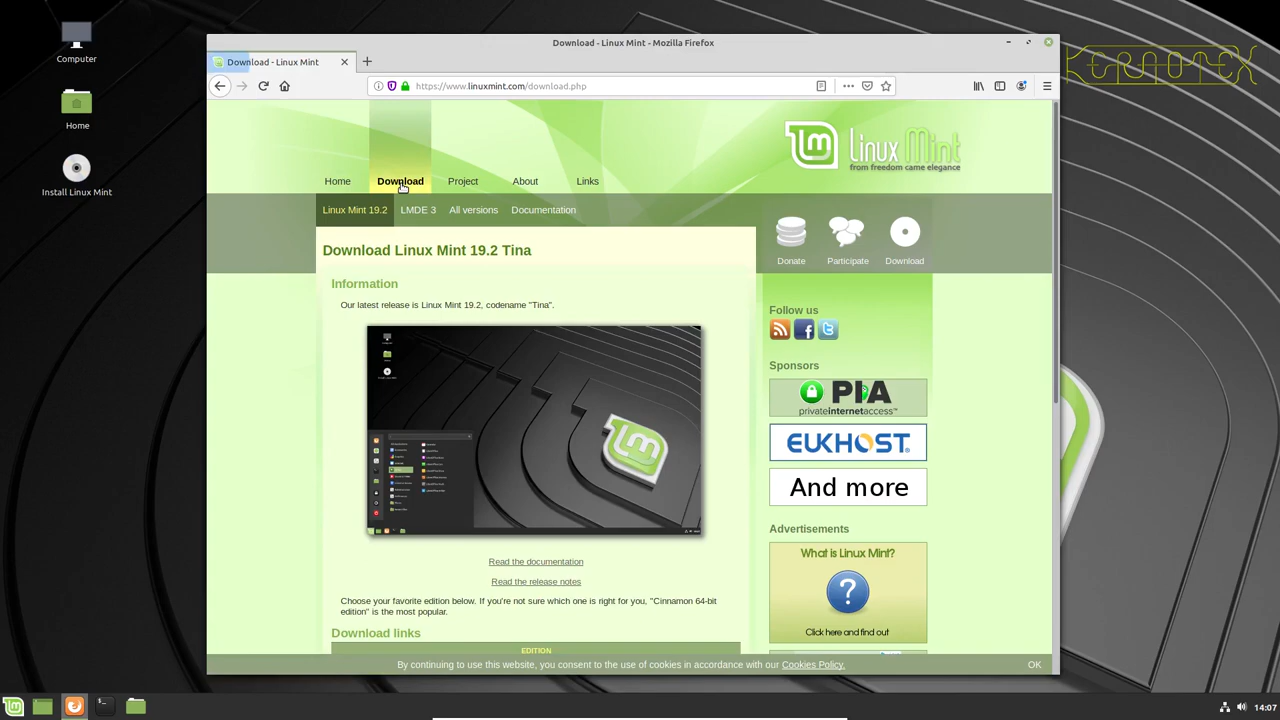 Computer
Home
Install Linux Mint
Download - Linux Mint - Mozilla Firefox
Download - Linux Mint
https://www.linuxmint.com/download.php
KERNOTEX
Linux Mint
from freedom came elegance
Home Download Project About Links
Linux Mint 19.2 LMDE 3 All versions Documentation
Donate Participate Download
Download Linux Mint 19.2 Tina
Information
Our latest release is Linux Mint 19.2, codename "Tina".
Read the documentation
Read the release notes
Choose your favorite edition below. If you're not sure which one is right for you, "Cinnamon 64-bit
edition" is the most popular.
Download links
EDITION
Follow us
Sponsors
PIA
privateinternetaccess™
EUKHOST
And more
Advertisements
What is Linux Mint?
?
Click here and find out
By continuing to use this website, you consent to the use of cookies in accordance with our Cookies Policy.
OK
14:07